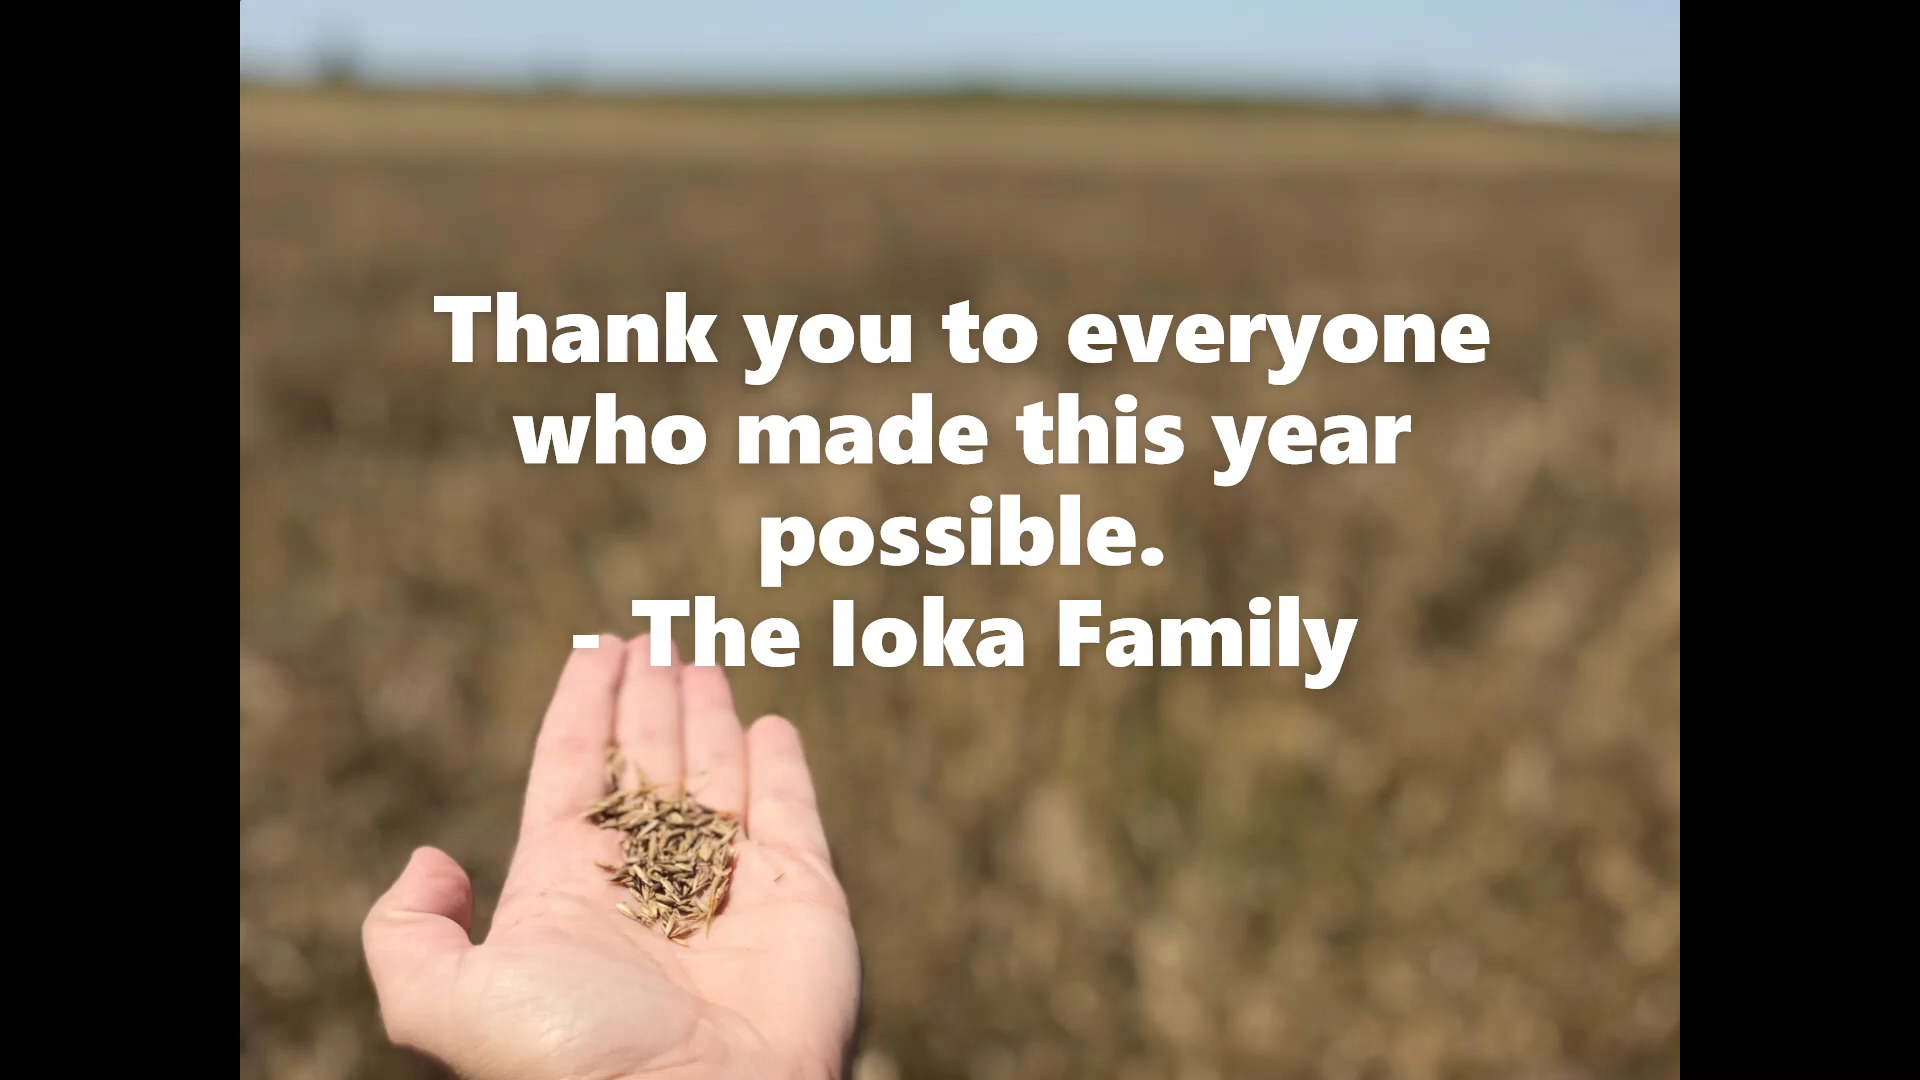 Thank you to everyone
who made this year
possible.
- The Ioka Family